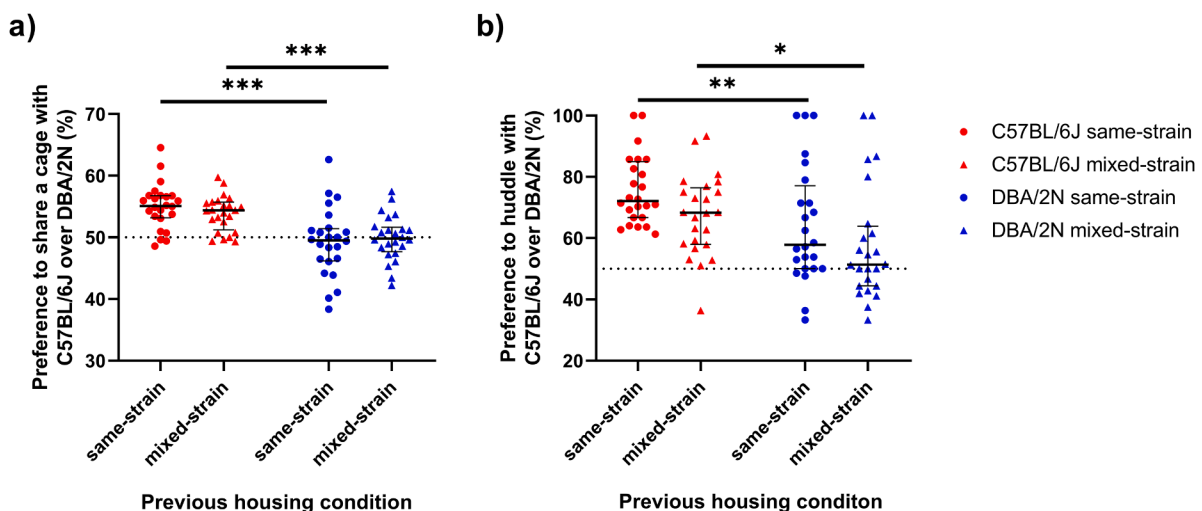 a)
***
***
Preference to share a cage with
C57BL/6J over DBA/2N (%)
70
60
50
40
30
same-strain
mixed-strain
same-strain
mixed-strain
Previous housing condition
b)
*
**
Preference to huddle with
C57BL/6J over DBA/2N (%)
100
80
60
40
20
same-strain
mixed-strain
same-strain
mixed-strain
Previous housing conditon
C57BL/6J same-strain
C57BL/6J mixed-strain
DBA/2N same-strain
DBA/2N mixed-strain